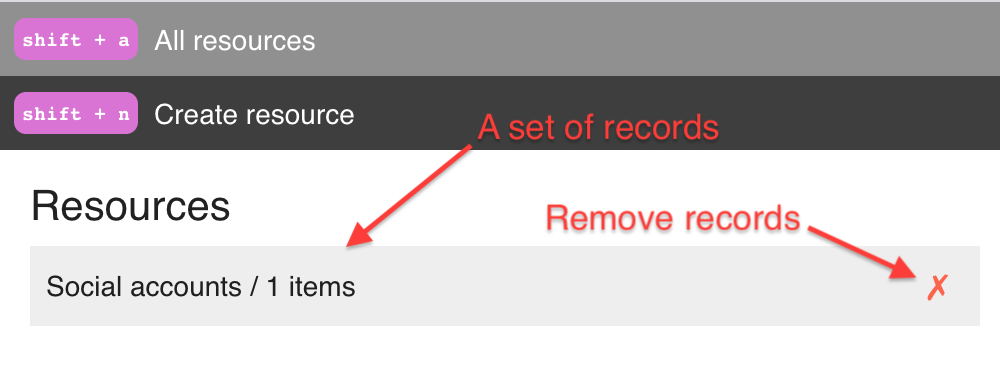 shift + a All resources
shift + n Create resource
A set of records
Resources
Remove records
Social accounts / 1 items ✗